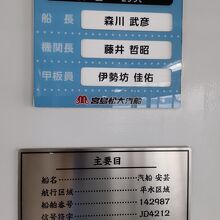 船長 森川 武彦
機関長 藤井 哲昭
甲板員 伊勢坊 佳佑
宮島松大汽船
主要目
船名 汽船 安芸
航行区域 平水区域
船舶番号 142987
信号符字 JD4212